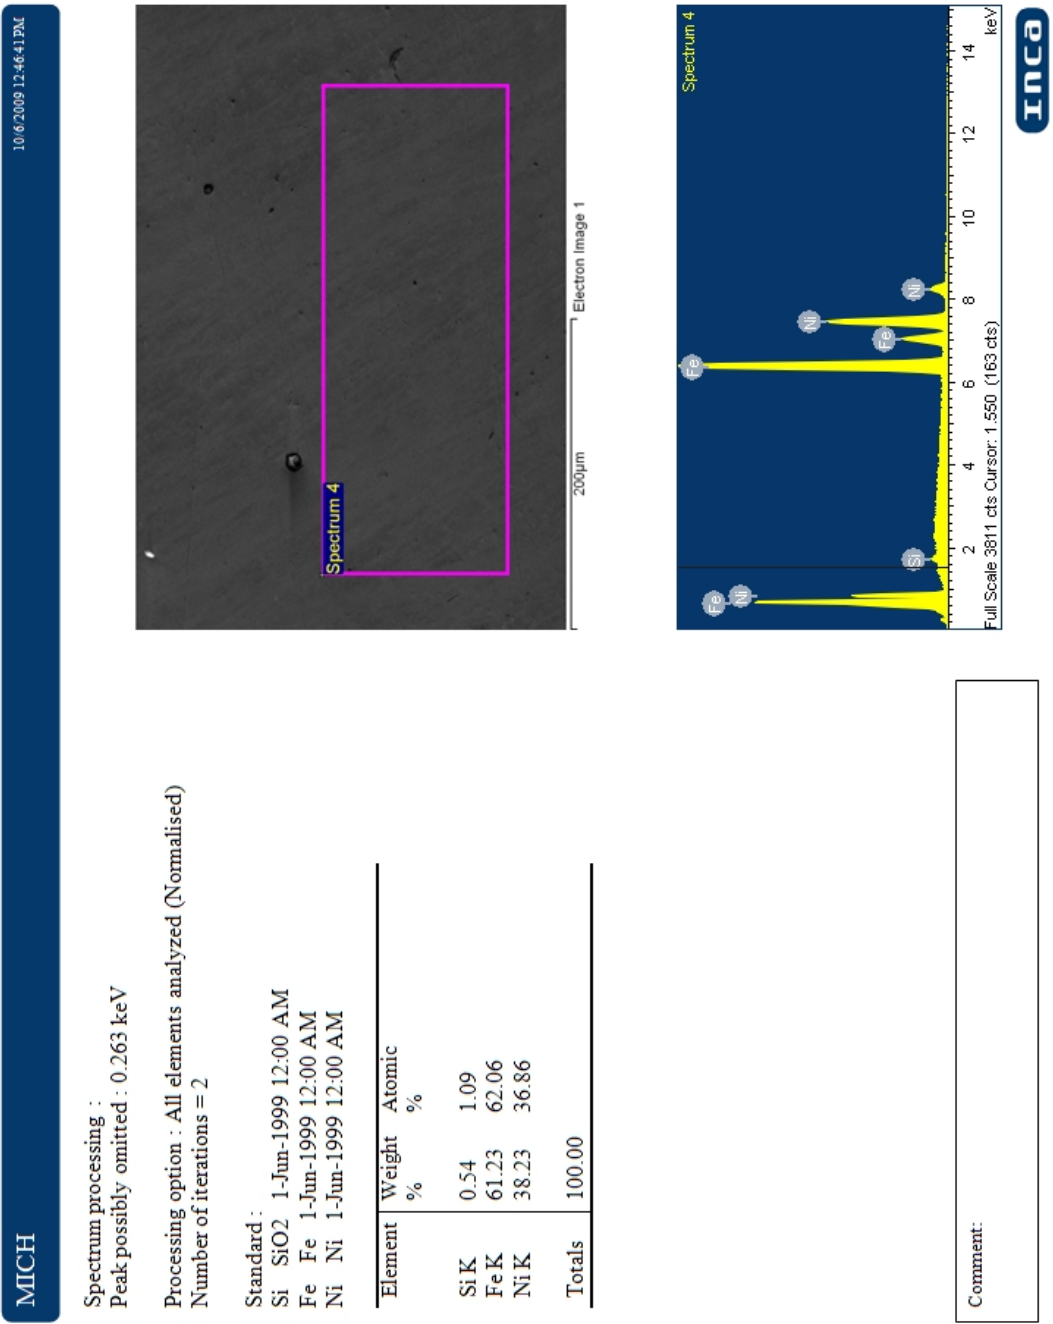 MICH
10/6/2009 12:46:41 PM
Spectrum processing :
Peak possibly omitted : 0.263 keV
Processing option : All elements analyzed (Normalised)
Number of iterations = 2
Standard :
Si SiO2 1-Jun-1999 12:00 AM
Fe Fe 1-Jun-1999 12:00 AM
Ni Ni 1-Jun-1999 12:00 AM
Element Weight Atomic
% %
Si K 0.54 1.09
Fe K 61.23 62.06
Ni K 38.23 36.86
Totals 100.00
Spectrum 4
200µm
Electron Image 1
Spectrum 4
Fe
Ni
Si
Fe
Fe
Ni
Ni
2 4 6 8 10 12 14
Full Scale 3811 cts Cursor: 1.550 (163 cts)
keV
Comment:
Inca